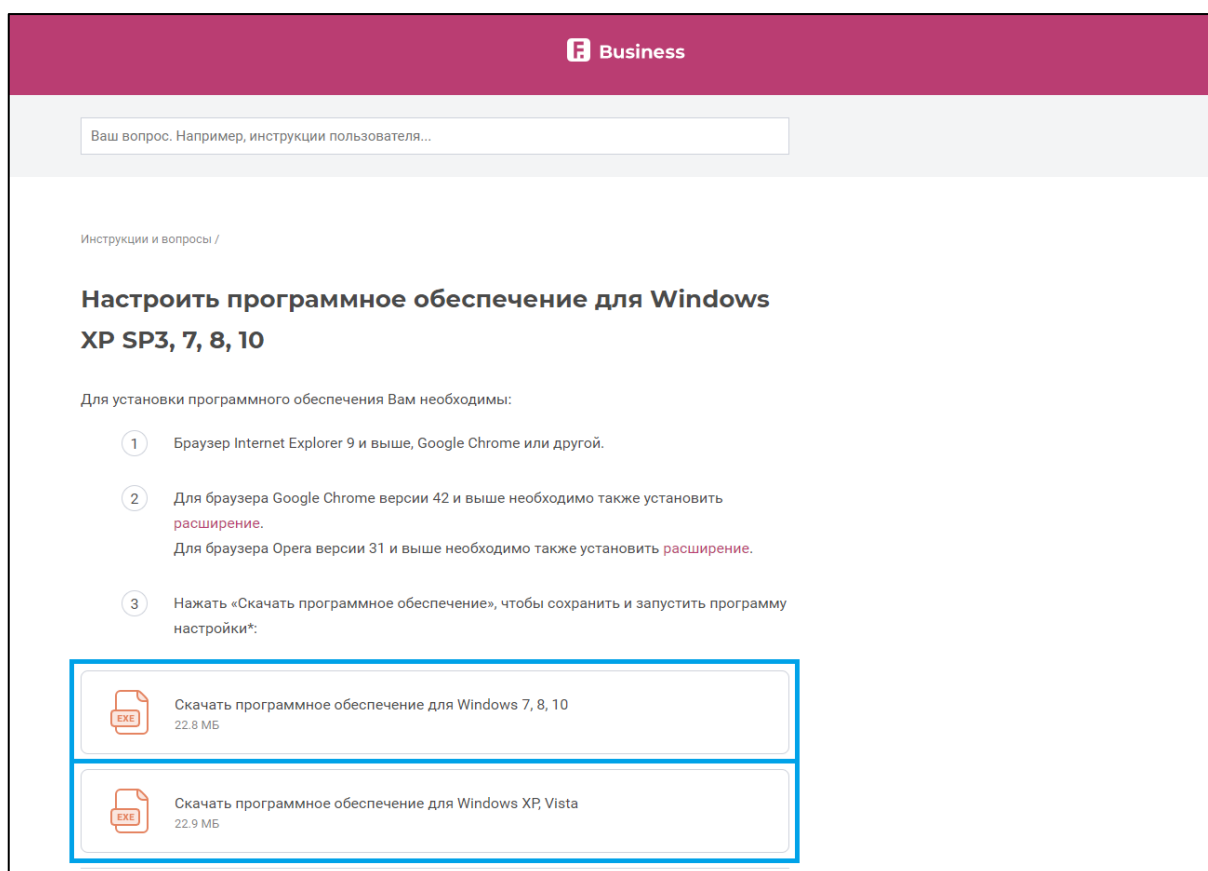 F. Business
Ваш вопрос. Например, инструкции пользователя...
Инструкции и вопросы /
Настроить программное обеспечение для Windows
XP SP3, 7, 8, 10
Для установки программного обеспечения Вам необходимы:
1 Браузер Internet Explorer 9 и выше, Google Chrome или другой.
2 Для браузера Google Chrome версии 42 и выше необходимо также установить
расширение.
Для браузера Opera версии 31 и выше необходимо также установить расширение.
3 Нажать «Скачать программное обеспечение», чтобы сохранить и запустить программу
настройки*:
EXE Скачать программное обеспечение для Windows 7, 8, 10
22.8 МБ
EXE Скачать программное обеспечение для Windows XP, Vista
22.9 МБ